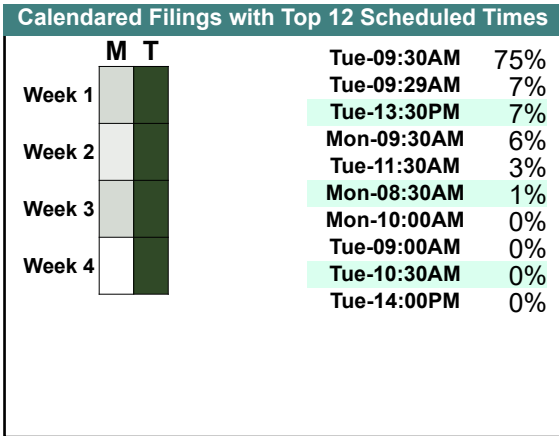 Calendared Filings with Top 12 Scheduled Times
M T
Week 1
Week 2
Week 3
Week 4
Tue-09:30AM 75%
Tue-09:29AM 7%
Tue-13:30PM 7%
Mon-09:30AM 6%
Tue-11:30AM 3%
Mon-08:30AM 1%
Mon-10:00AM 0%
Tue-09:00AM 0%
Tue-10:30AM 0%
Tue-14:00PM 0%